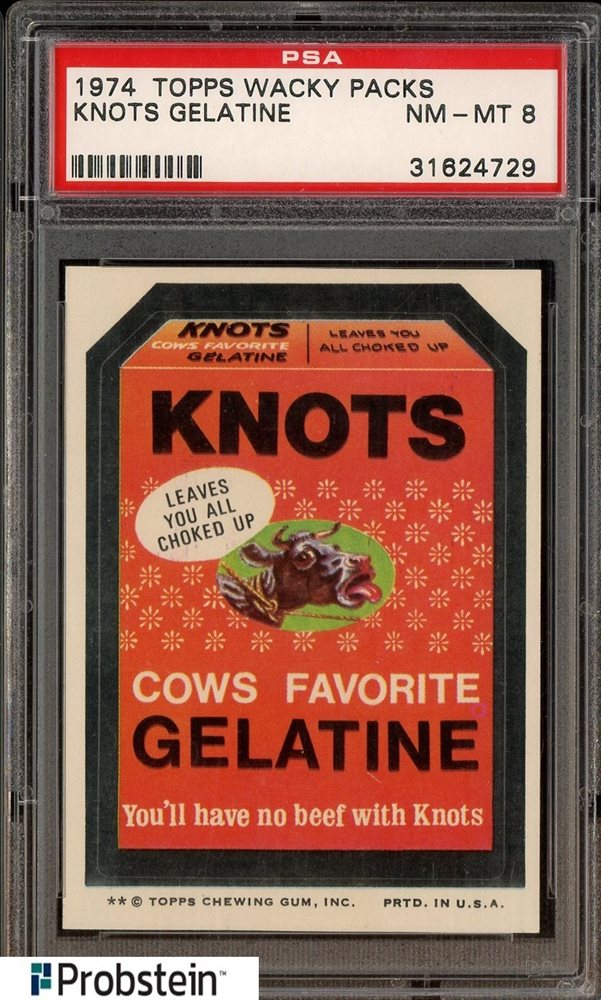 PSA
1974 TOPPS WACKY PACKS
KNOTS GELATINE NM - MT 8
31624729
KNOTS
COWS FAVORITE
GELATINE
LEAVES YOU
ALL CHOKED UP
KNOTS
LEAVES
YOU ALL
CHOKED UP
COWS FAVORITE
GELATINE
You'll have no beef with Knots
** © TOPPS CHEWING GUM, INC. PRTD. IN U.S.A.
Probstein™